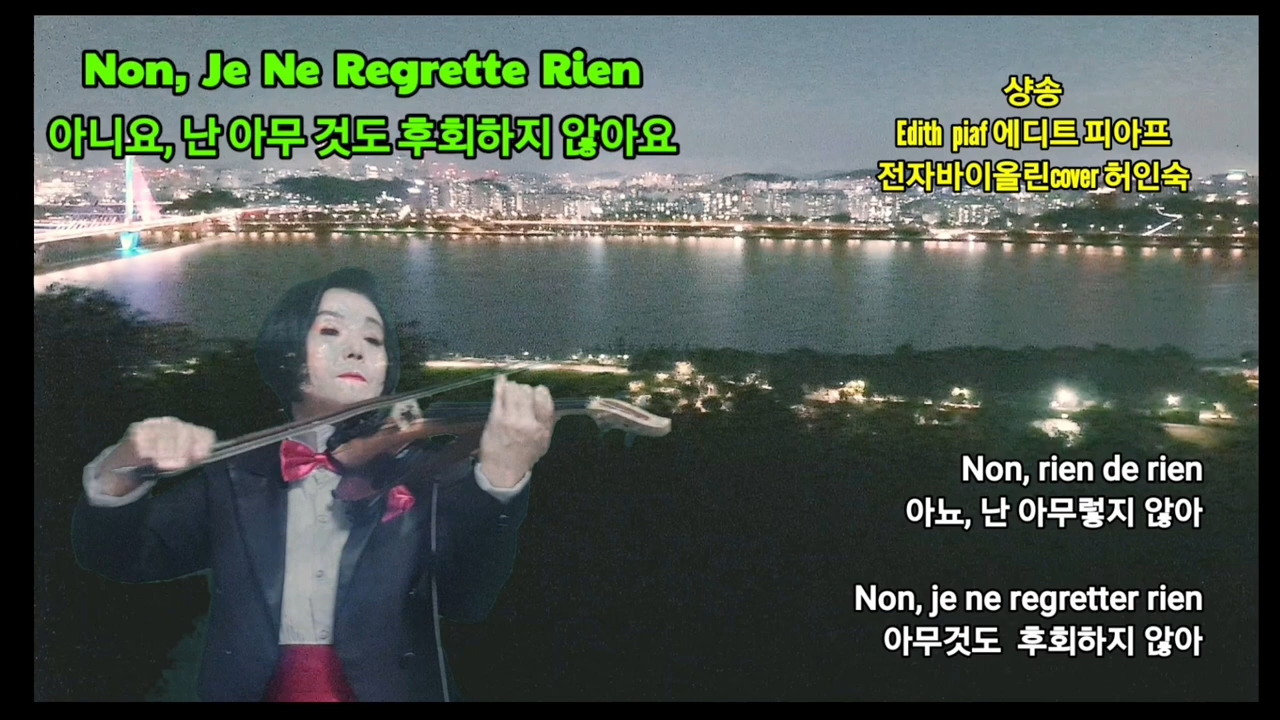 Non, Je Ne Regrette Rien
아니요, 난 아무 것도 후회하지 않아요
샹송
Edith piaf 에디트 피아프
전자바이올린cover 허인숙
Non, rien de rien
아뇨, 난 아무렇지 않아
Non, je ne regretter rien
아무것도 후회하지 않아